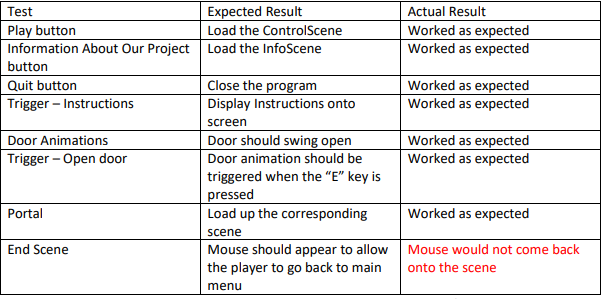 Test Expected Result Actual Result
Play button Load the ControlScene Worked as expected
Information About Our Project Load the InfoScene Worked as expected
button
Quit button Close the program Worked as expected
Trigger – Instructions Display Instructions onto Worked as expected
screen
Door Animations Door should swing open Worked as expected
Trigger – Open door Door animation should be Worked as expected
triggered when the “E” key is
pressed
Portal Load up the corresponding Worked as expected
scene
End Scene Mouse should appear to allow Mouse would not come back
the player to go back to main onto the scene
menu